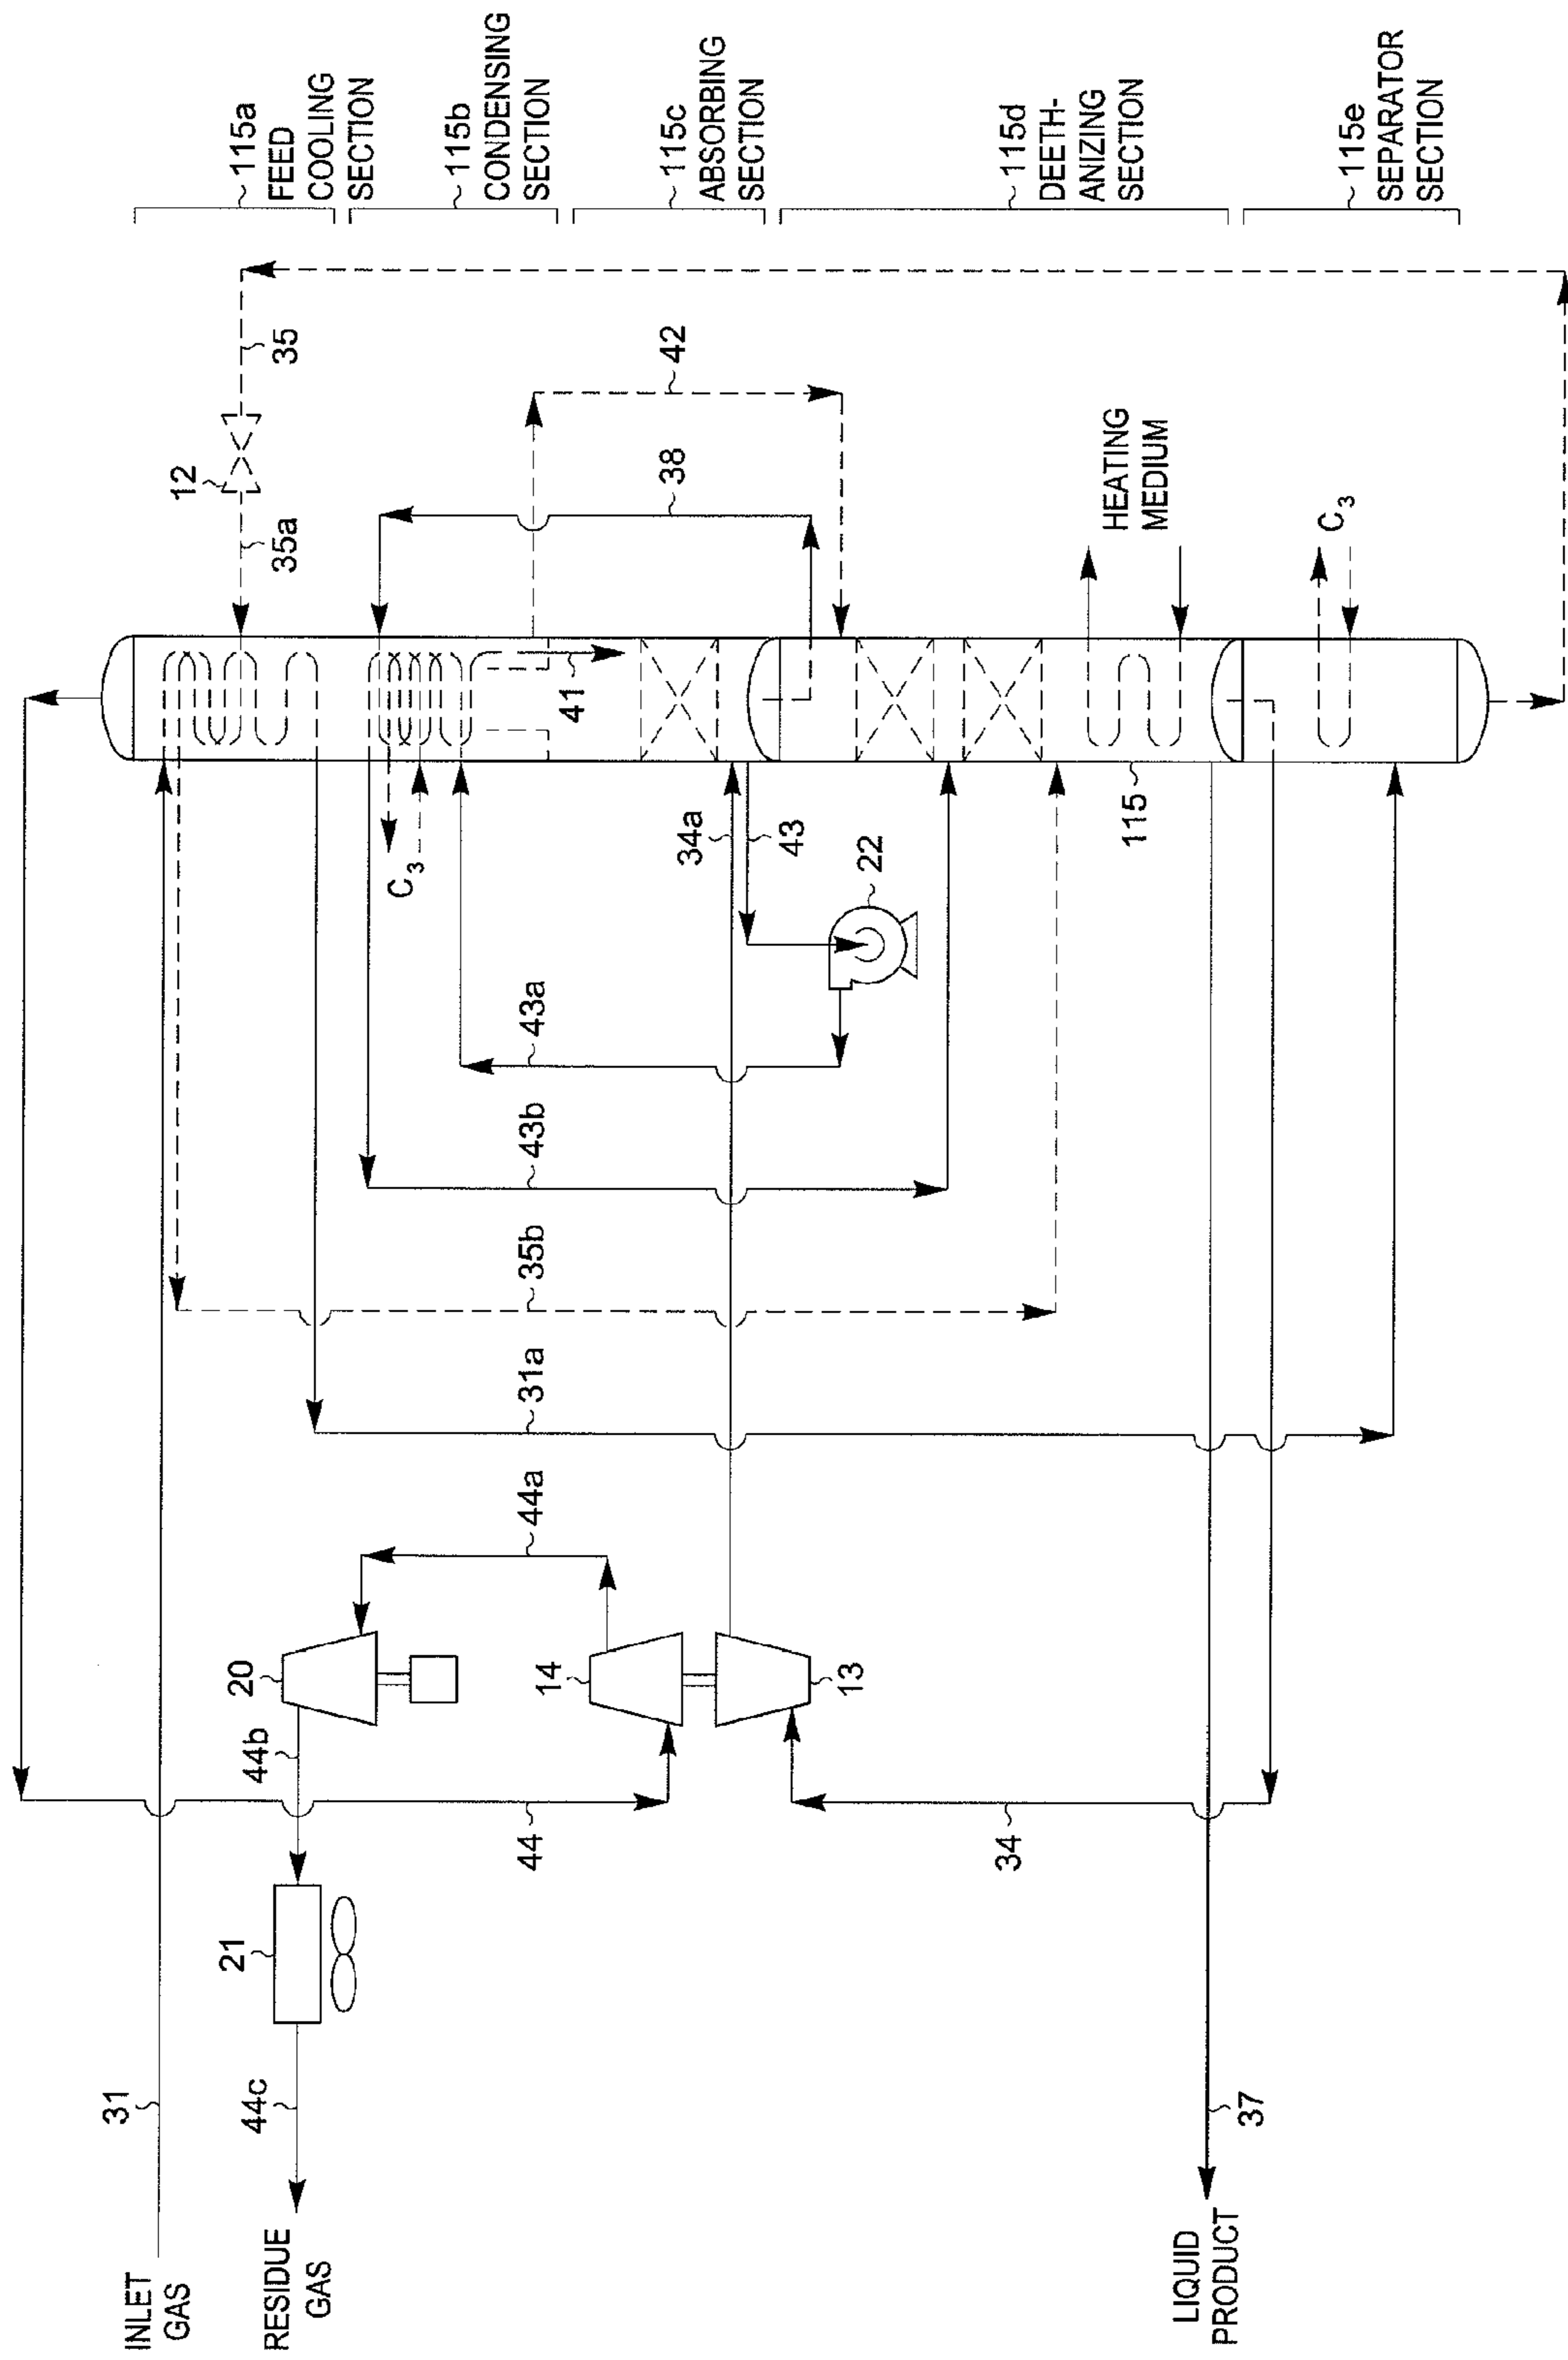 INLET
GAS
31
RESIDUE
GAS
44c
21
44b
20
12
35a
35
115a
FEED
COOLING
SECTION
C3
115b
CONDENSING
SECTION
44
14
44a
31a
35b
43b
43a
41
38
42
34a
43
115c
ABSORBING
SECTION
13
22
34
115d
DEETH-
ANIZING
SECTION
HEATING
MEDIUM
115
LIQUID
PRODUCT
37
C3
115e
SEPARATOR
SECTION